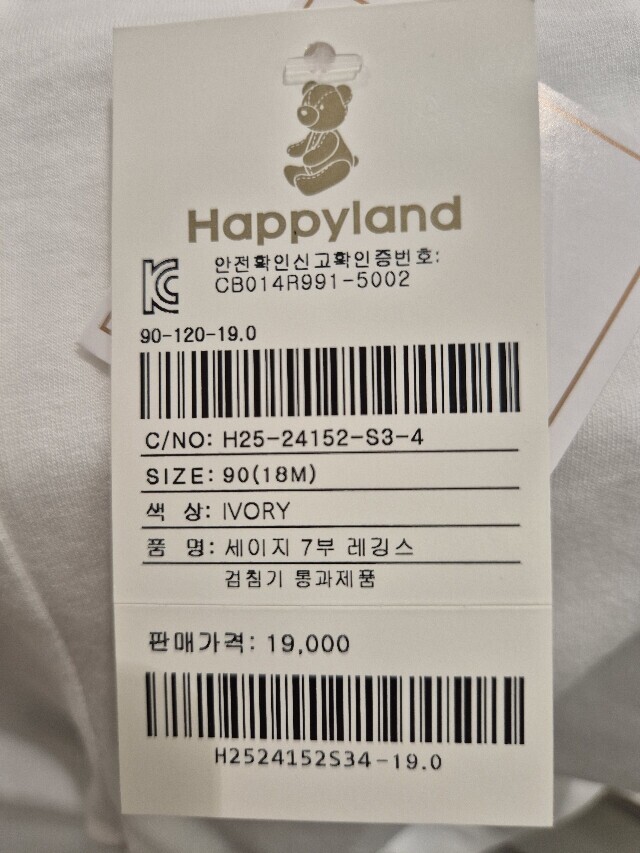 Happyland
안전확인신고확인증번호:
CB014R991-5002
90-120-19.0
C/NO: H25-24152-S3-4
SIZE: 90(18M)
색 상: IVORY
품 명: 세이지 7부 레깅스
검침기 통과제품
판매가격: 19,000
H2524152S34-19.0